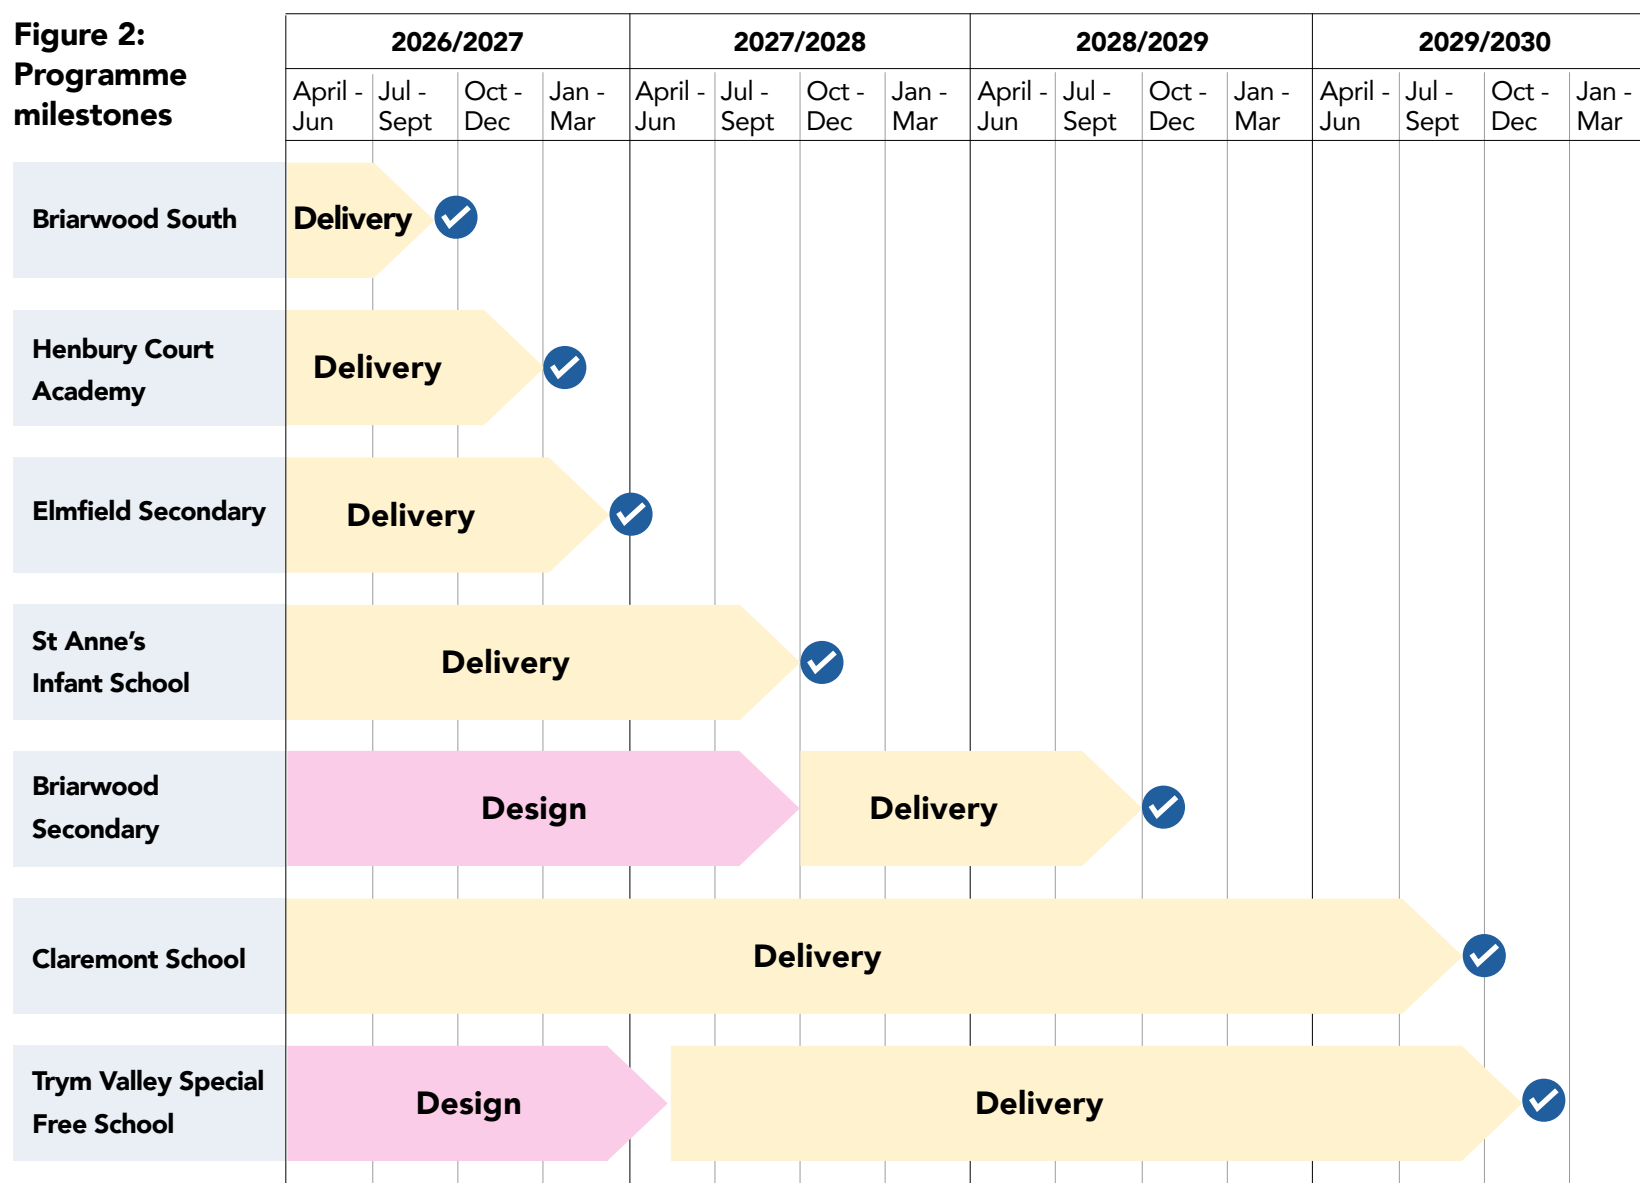 Figure 2:
Programme
milestones
2026/2027
2027/2028
2028/2029
2029/2030
April -
Jun
Jul -
Sept
Oct -
Dec
Jan -
Mar
April -
Jun
Jul -
Sept
Oct -
Dec
Jan -
Mar
April -
Jun
Jul -
Sept
Oct -
Dec
Jan -
Mar
April -
Jun
Jul -
Sept
Oct -
Dec
Jan -
Mar
Briarwood South
Delivery
Henbury Court
Academy
Delivery
Elmfield Secondary
Delivery
St Anne’s
Infant School
Delivery
Briarwood
Secondary
Design
Delivery
Claremont School
Delivery
Trym Valley Special
Free School
Design
Delivery